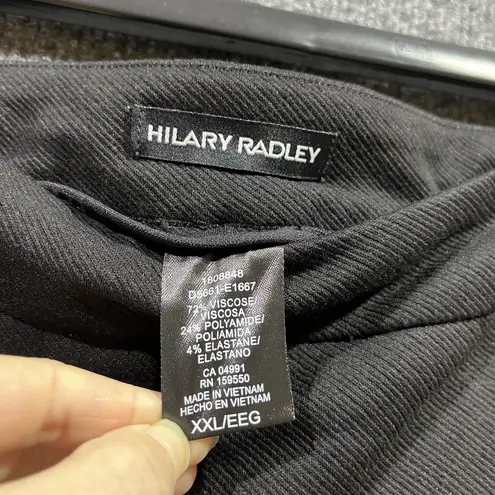 HILARY RADLEY
1808848
D5661-E1667
72% VISCOSE/
VISCOSA
24% POLYAMIDE/
POLIAMIDA
4% ELASTANE/
ELASTANO
CA 04991
RN 159550
MADE IN VIETNAM
HECHO EN VIETNAM
XXL/EEG